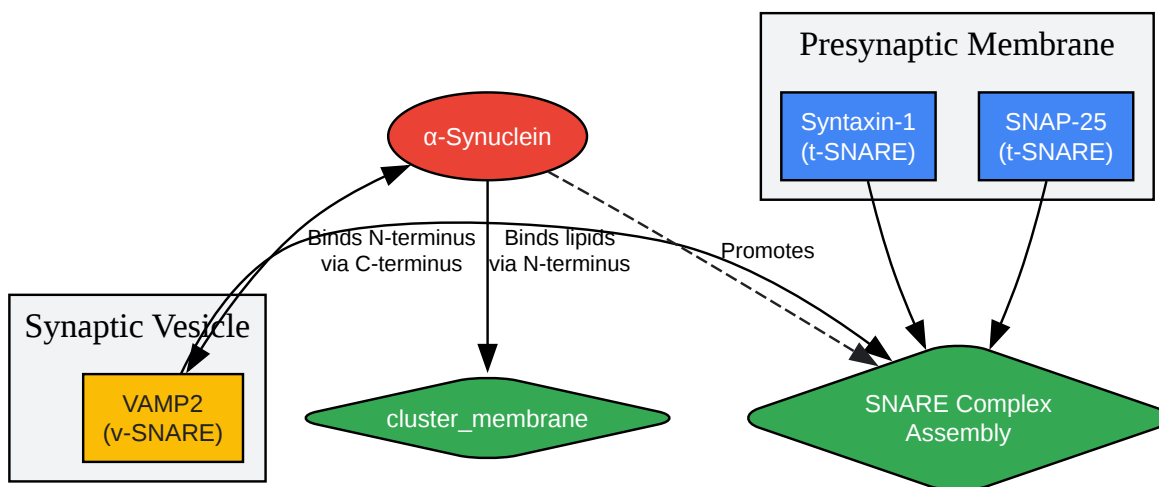 Presynaptic Membrane
Syntaxin-1
(t-SNARE)
SNAP-25
(t-SNARE)
α-Synuclein
Binds N-terminus
via C-terminus
Binds lipids
via N-terminus
Promotes
Synaptic Vesicle
VAMP2
(v-SNARE)
cluster_membrane
SNARE Complex
Assembly